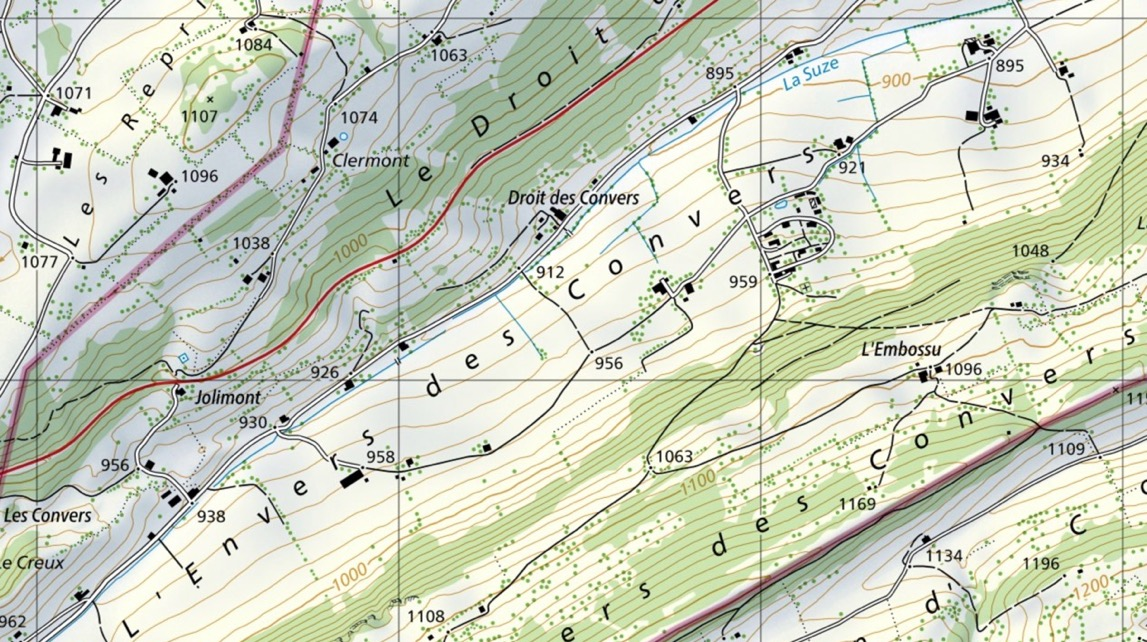 1084
1063
895
La Suze
900
895
1071
Les Repri
1107
1074
Le Droit
Clermont
921
934
1096
Droit des Convers
1038
1000
1077
912
959
1048
L'Envers des Convers
956
L'Embossu
1096
926
Jolimont
930
958
956
1063
1100
1109
1169
Les Convers
938
ers des Convers
Le Creux
1000
1134
1196
1200
962
1108
d'
C